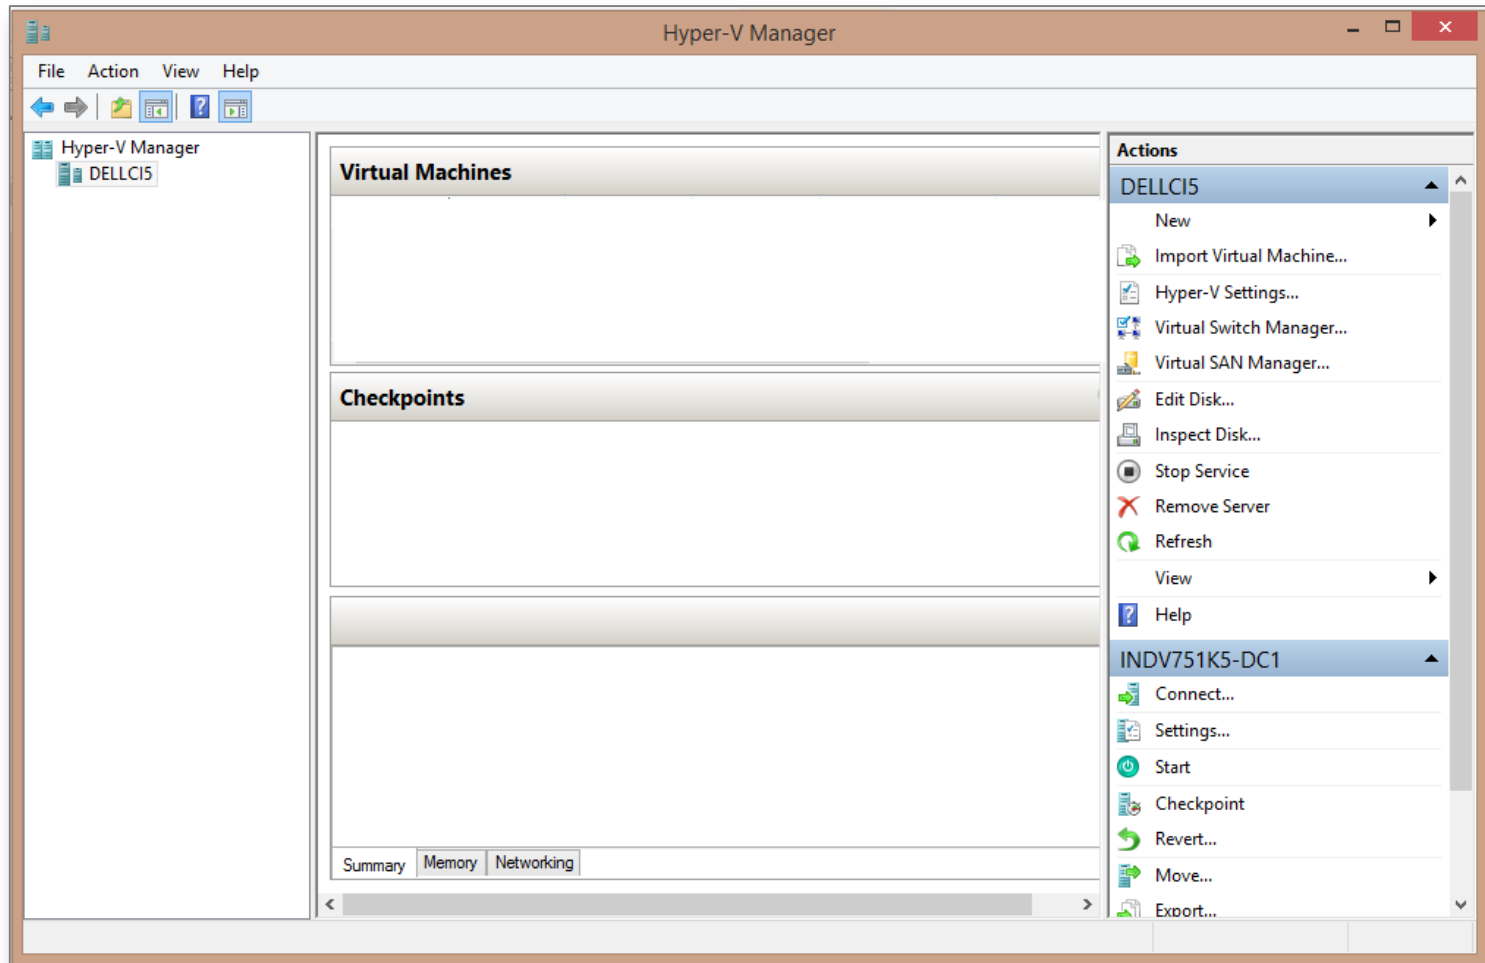 Hyper-V Manager
File Action View Help
Hyper-V Manager
DELLCI5
Virtual Machines
Checkpoints
Summary Memory Networking
Actions
DELLCI5
New
Import Virtual Machine...
Hyper-V Settings...
Virtual Switch Manager...
Virtual SAN Manager...
Edit Disk...
Inspect Disk...
Stop Service
Remove Server
Refresh
View
Help
INDV751K5-DC1
Connect...
Settings...
Start
Checkpoint
Revert...
Move...
Export...